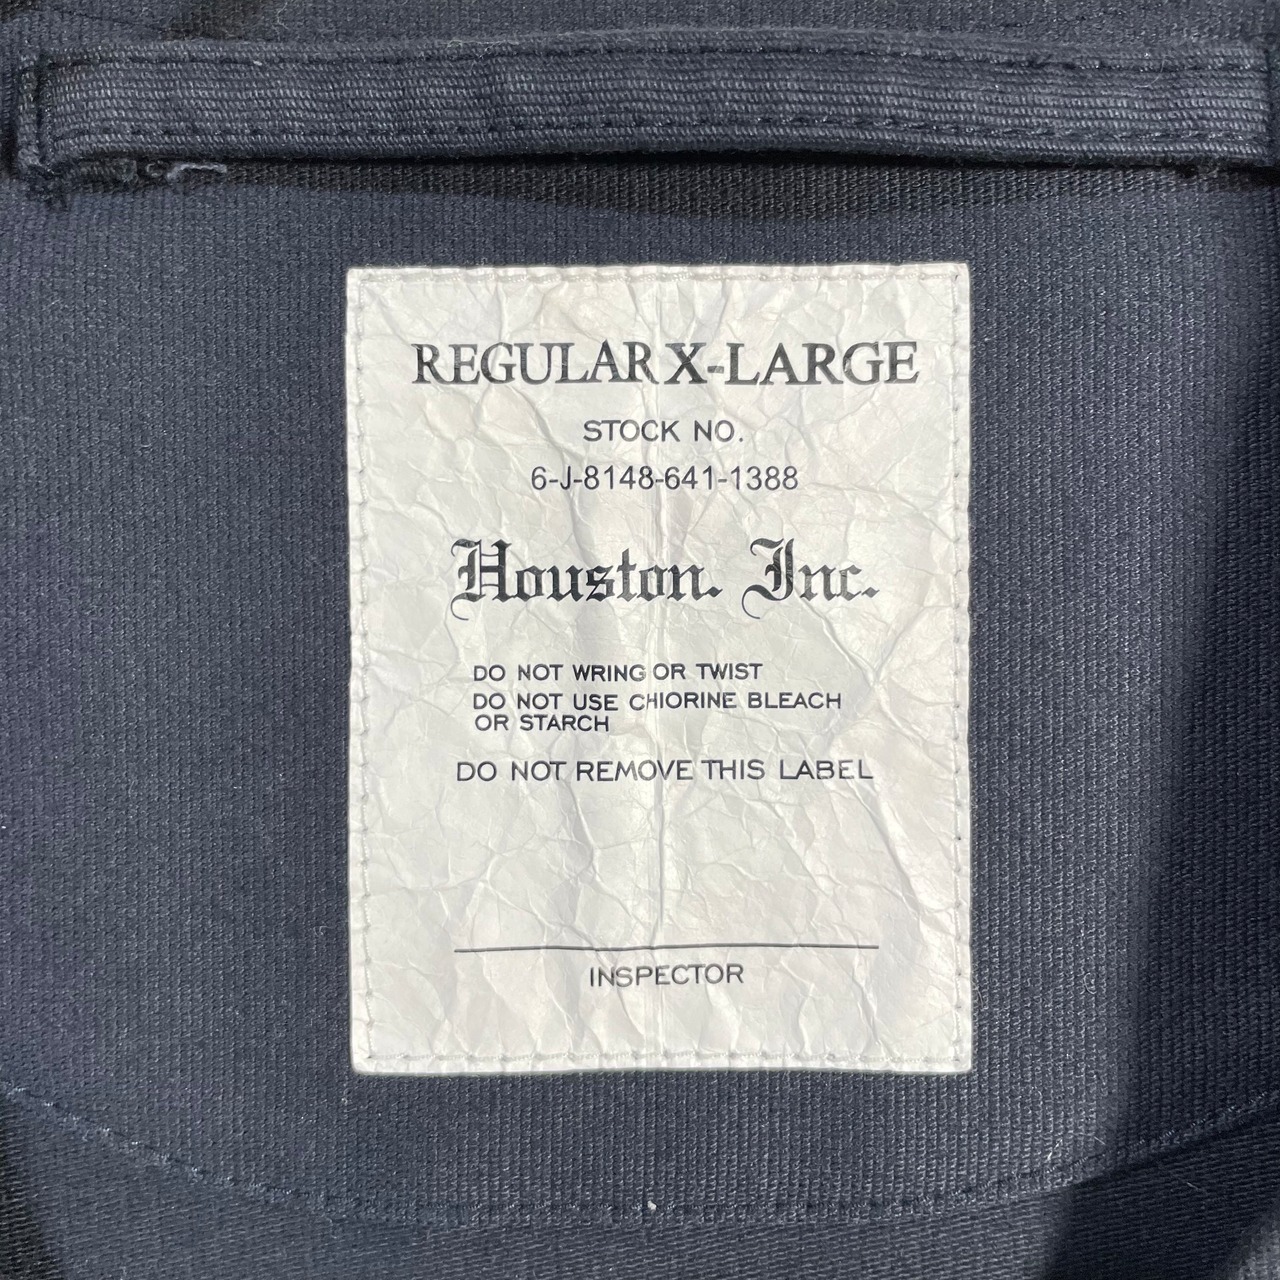 REGULAR X-LARGE
STOCK NO.
6-J-8148-641-1388
Houston. Inc.
DO NOT WRING OR TWIST
DO NOT USE CHIORINE BLEACH
OR STARCH
DO NOT REMOVE THIS LABEL
INSPECTOR